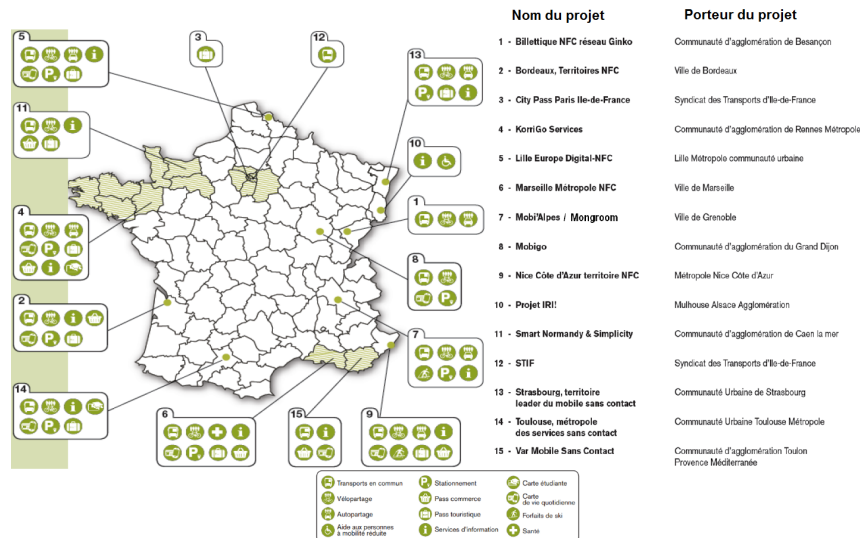 Nom du projet
Porteur du projet
1 - Billettique NFC réseau Ginko
Communauté d'agglomération de Besançon
2 - Bordeaux, Territoires NFC
Ville de Bordeaux
3 - City Pass Paris Ile-de-France
Syndicat des Transports d'Ile-de-France
4 - KorriGo Services
Communauté d'agglomération de Rennes Métropole
5 - Lille Europe Digital-NFC
Lille Métropole communauté urbaine
6 - Marseille Métropole NFC
Ville de Marseille
7 - Mobi'Alpes / Mongroom
Ville de Grenoble
8 - Mobigo
Communauté d'agglomération du Grand Dijon
9 - Nice Côte d'Azur territoire NFC
Métropole Nice Côte d'Azur
10 - Projet IRI!
Mulhouse Alsace Agglomération
11 - Smart Normandy & Simplicity
Communauté d'agglomération de Caen la mer
12 - STIF
Syndicat des Transports d'Ile-de-France
13 - Strasbourg, territoire
leader du mobile sans contact
Communauté Urbaine de Strasbourg
14 - Toulouse, métropole
des services sans contact
Communauté Urbaine Toulouse Métropole
15 - Var Mobile Sans Contact
Communauté d'agglomération Toulon
Provence Méditerranée
5
3
12
13
11
10
1
4
8
2
7
14
6
15
9
Transports en commun
Vélopartage
Autopartage
Aide aux personnes
à mobilité réduite
Stationnement
Pass commerce
Pass touristique
Services d'information
Carte étudiante
Carte
de vie quotidienne
Forfaits de ski
Santé